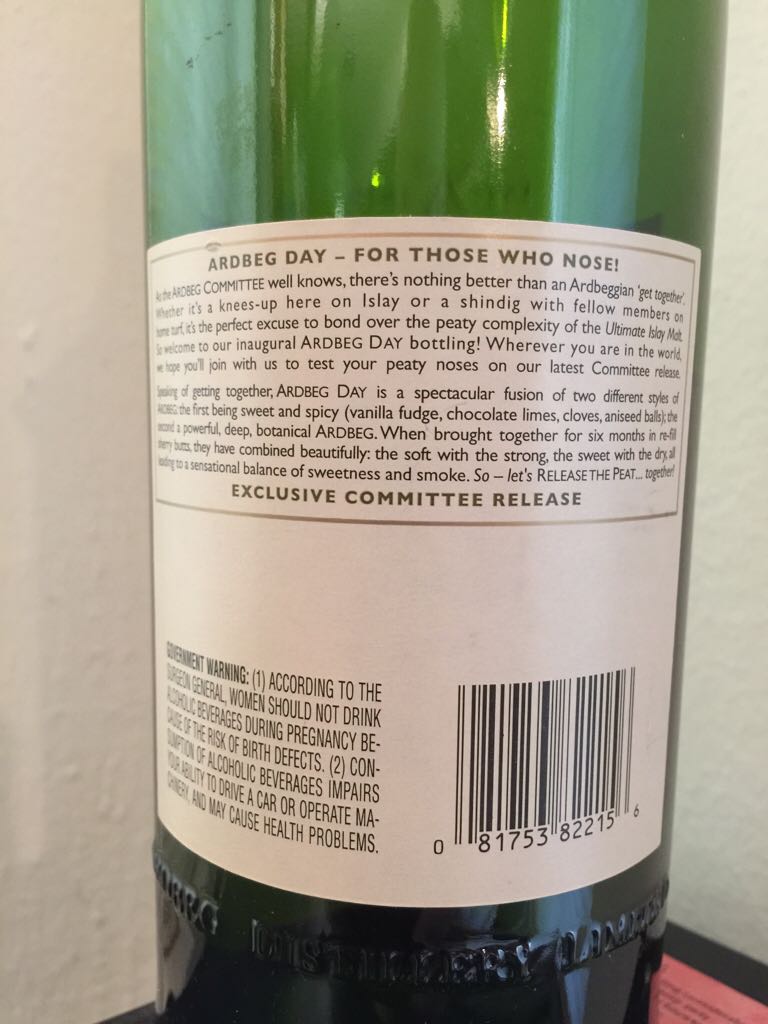 ARDBEG DAY – FOR THOSE WHO NOSE!
As the ARDBEG COMMITTEE well knows, there's nothing better than an Ardbeggian 'get together'.
Whether it's a knees-up here on Islay or a shindig with fellow members on
home turf, it's the perfect excuse to bond over the peaty complexity of the Ultimate Islay Malt.
So welcome to our inaugural ARDBEG DAY bottling! Wherever you are in the world,
we hope you'll join with us to test your peaty noses on our latest Committee release.
Speaking of getting together, ARDBEG DAY is a spectacular fusion of two different styles of
ARDBEG: the first being sweet and spicy (vanilla fudge, chocolate limes, cloves, aniseed balls); the
second a powerful, deep, botanical ARDBEG. When brought together for six months in re-fill
sherry butts, they have combined beautifully: the soft with the strong, the sweet with the dry, all
leading to a sensational balance of sweetness and smoke. So – let's RELEASE THE PEAT... together!
EXCLUSIVE COMMITTEE RELEASE
GOVERNMENT WARNING: (1) ACCORDING TO THE
SURGEON GENERAL, WOMEN SHOULD NOT DRINK
ALCOHOLIC BEVERAGES DURING PREGNANCY BE-
CAUSE OF THE RISK OF BIRTH DEFECTS. (2) CON-
SUMPTION OF ALCOHOLIC BEVERAGES IMPAIRS
YOUR ABILITY TO DRIVE A CAR OR OPERATE MA-
CHINERY, AND MAY CAUSE HEALTH PROBLEMS.
0 81753 82215 6
DISTILLERY